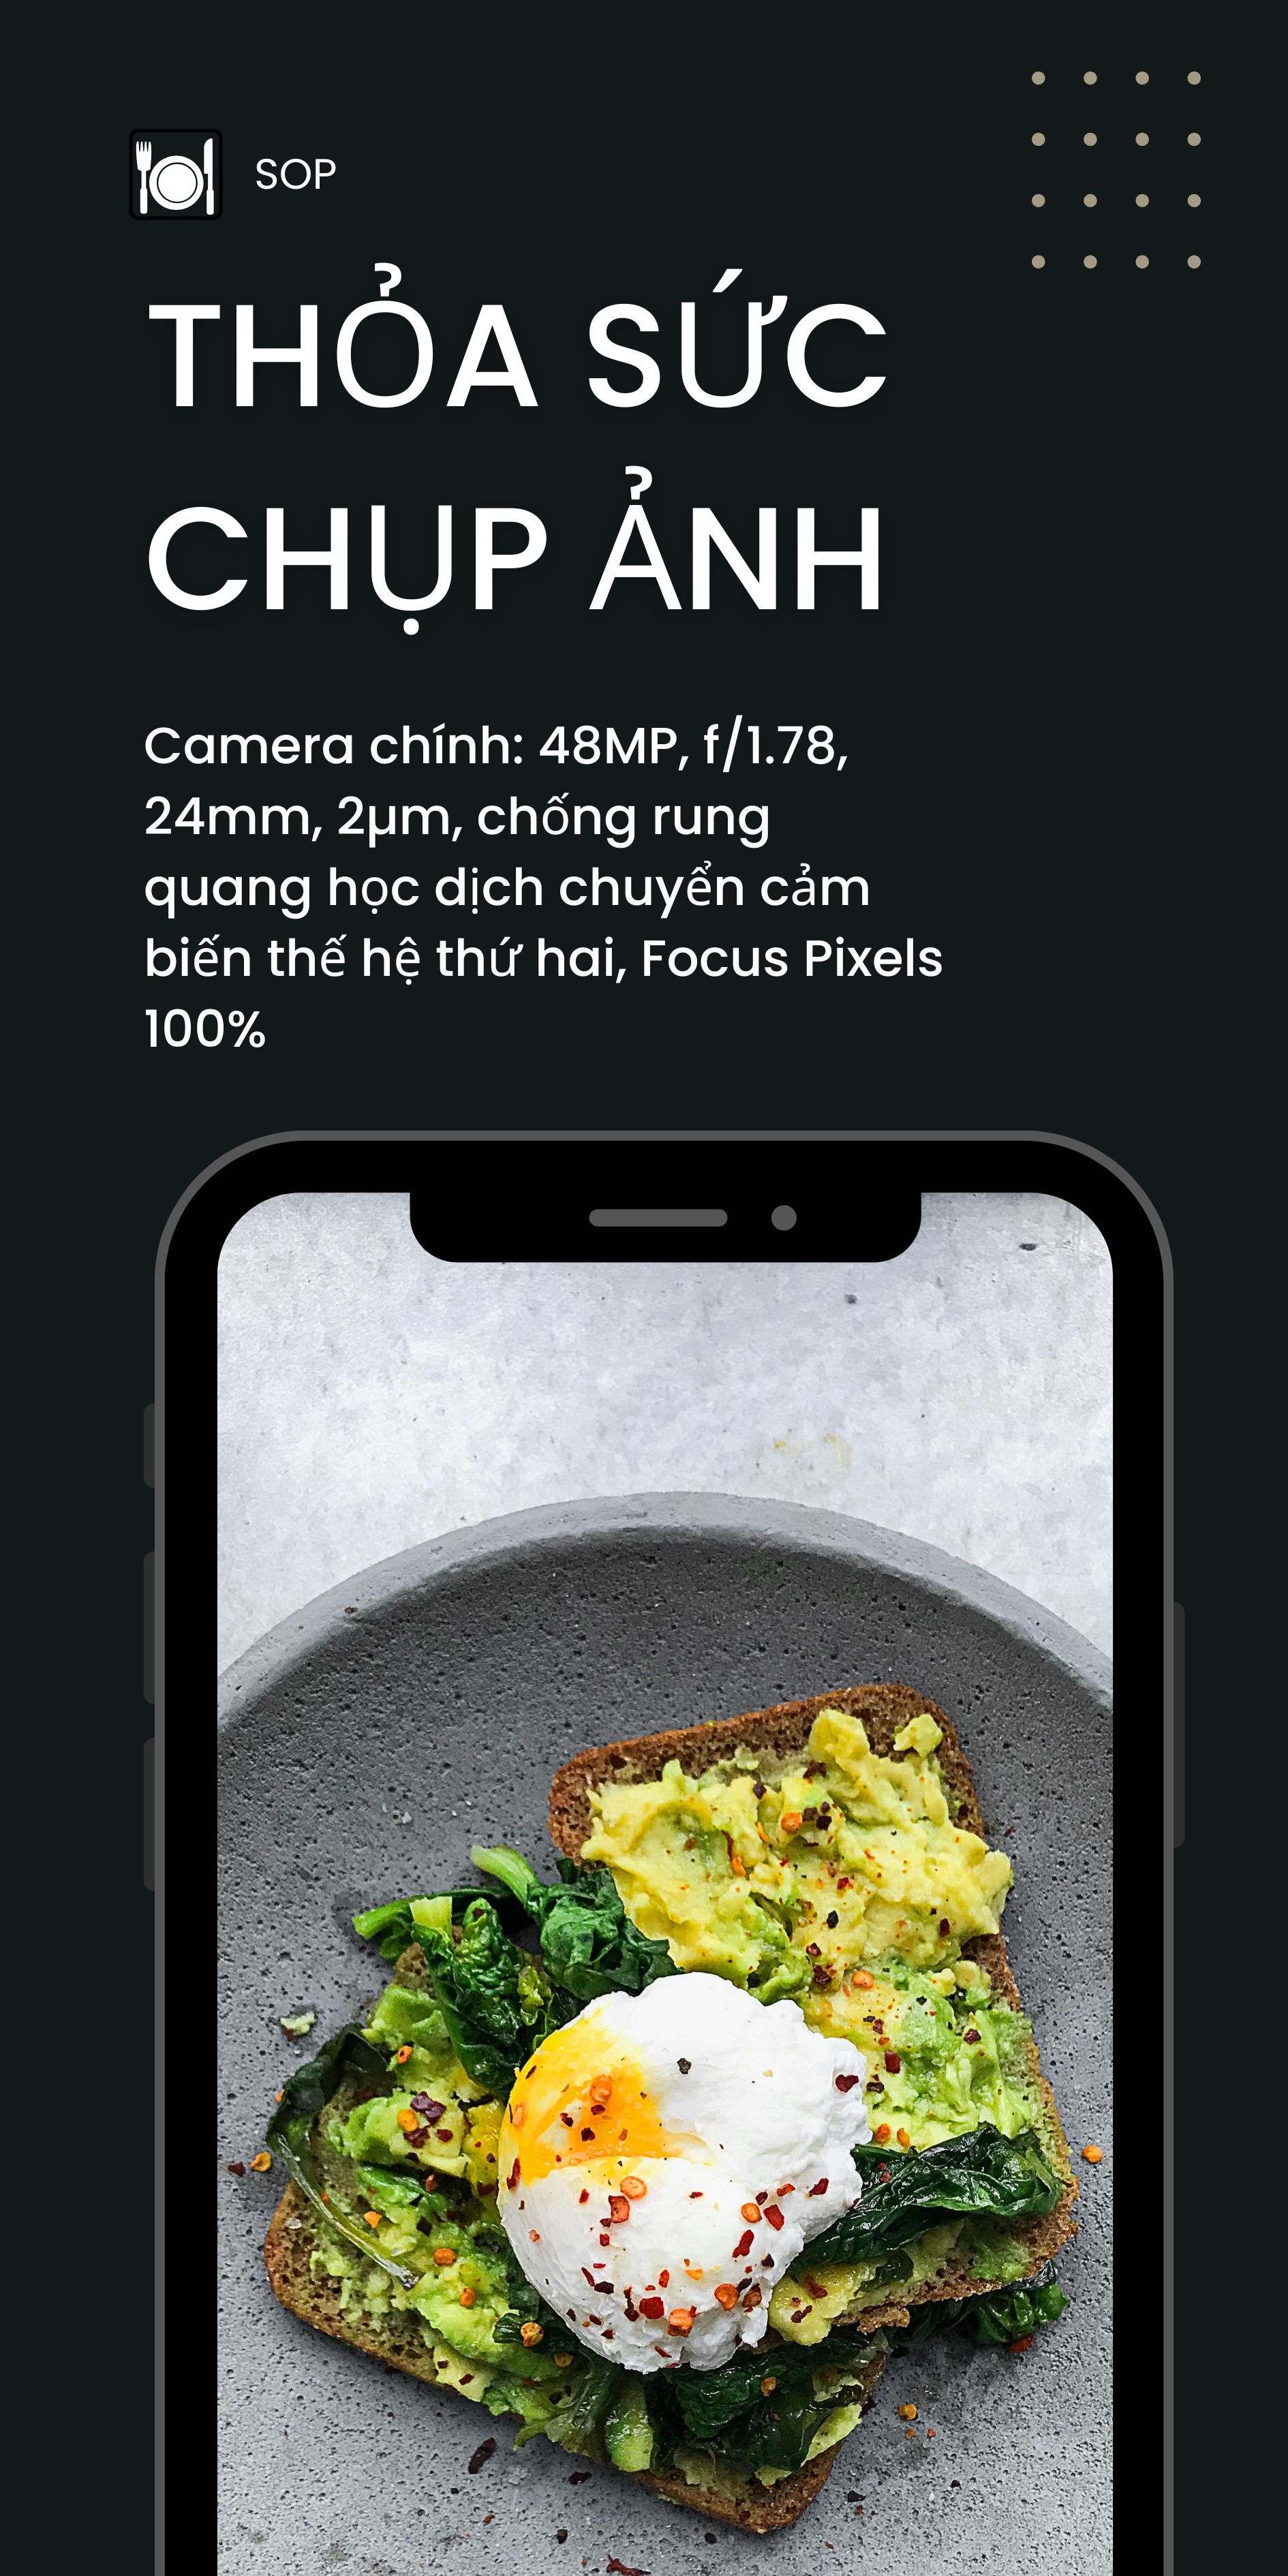 SOP
THỎA SỨC
CHỤP ẢNH
Camera chính: 48MP, f/1.78,
24mm, 2µm, chống rung
quang học dịch chuyển cảm
biến thế hệ thứ hai, Focus Pixels
100%